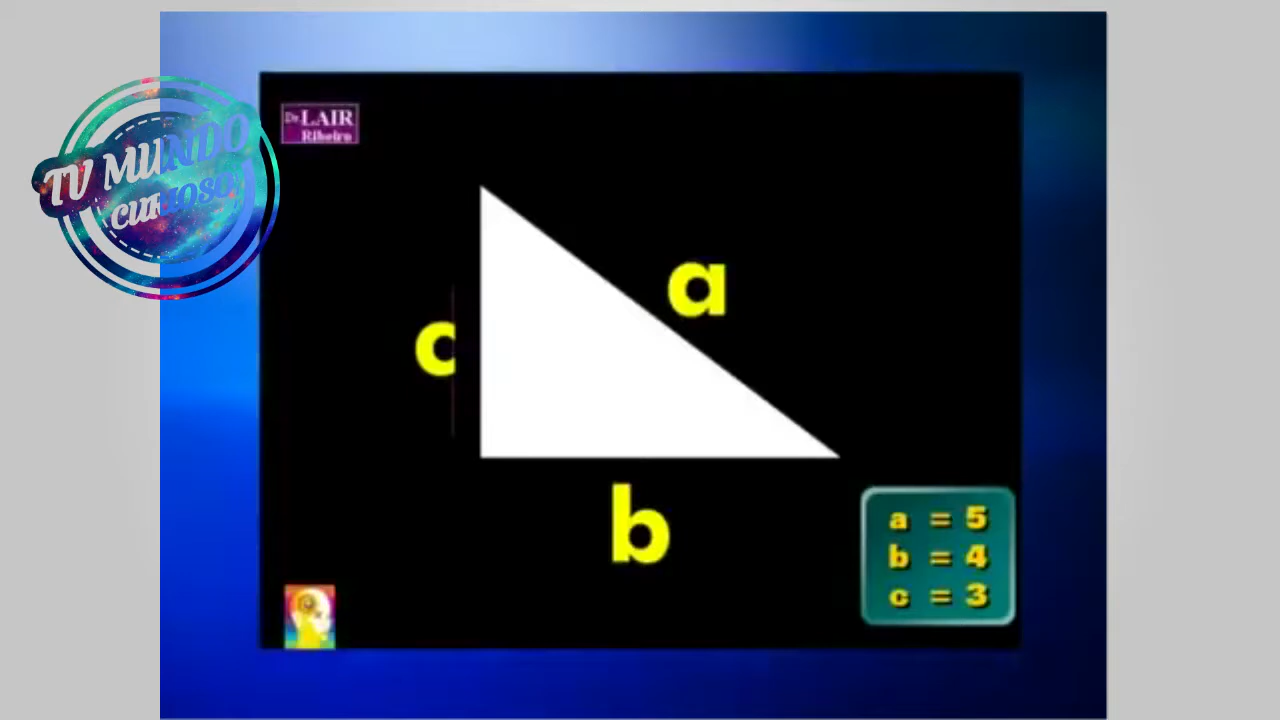 TV MUNDO
CURIOSO
Dr. LAIR
Ribeiro
a
c
b
a = 5
b = 4
c = 3